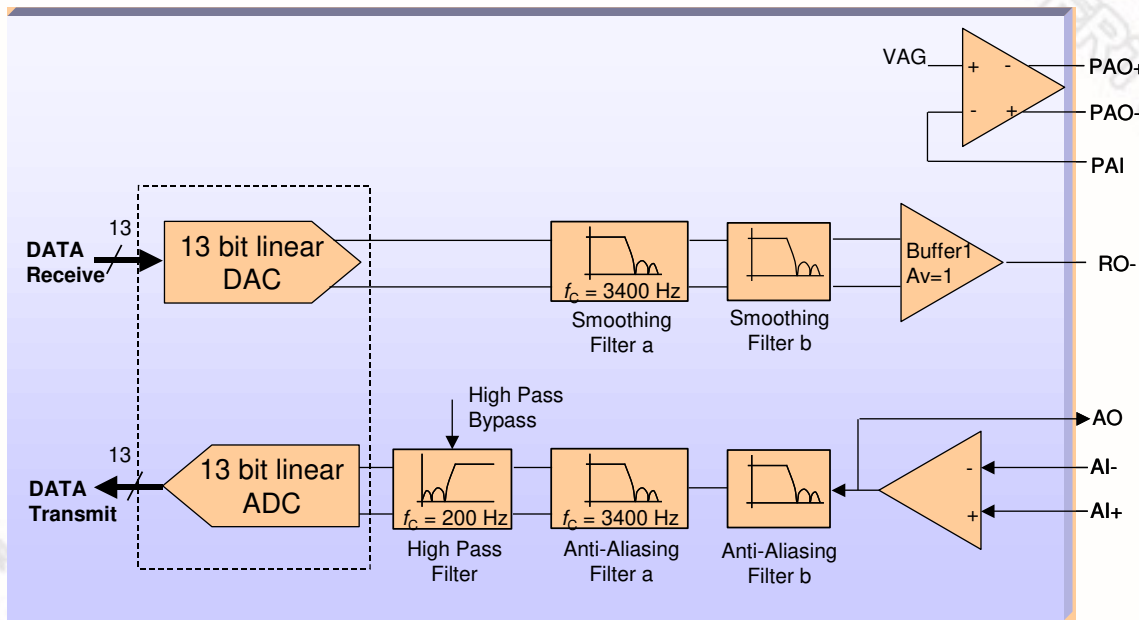 VAG
+ -
- +
PAO+
PAO-
PAI
DATA
Receive
13
13 bit linear
DAC
fC = 3400 Hz
Smoothing
Filter a
Smoothing
Filter b
Buffer1
Av=1
RO-
High Pass
Bypass
DATA
Transmit
13
13 bit linear
ADC
fC = 200 Hz
High Pass
Filter
fC = 3400 Hz
Anti-Aliasing
Filter a
Anti-Aliasing
Filter b
-
+
AO
AI-
AI+